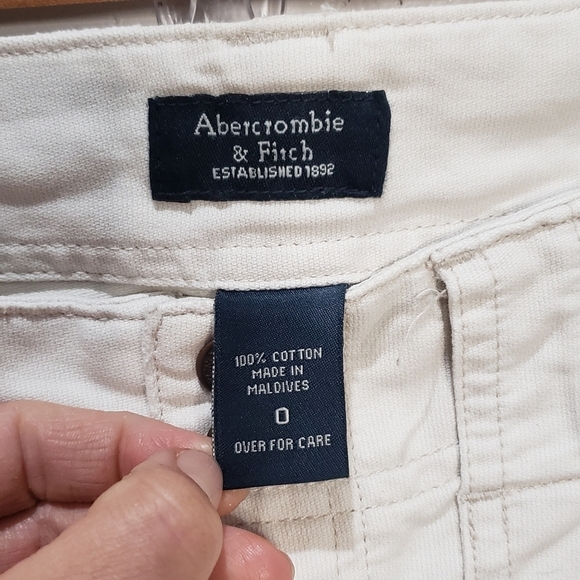 Abercrombie
& Fitch
ESTABLISHED 1892
100% COTTON
MADE IN
MALDIVES
0
OVER FOR CARE